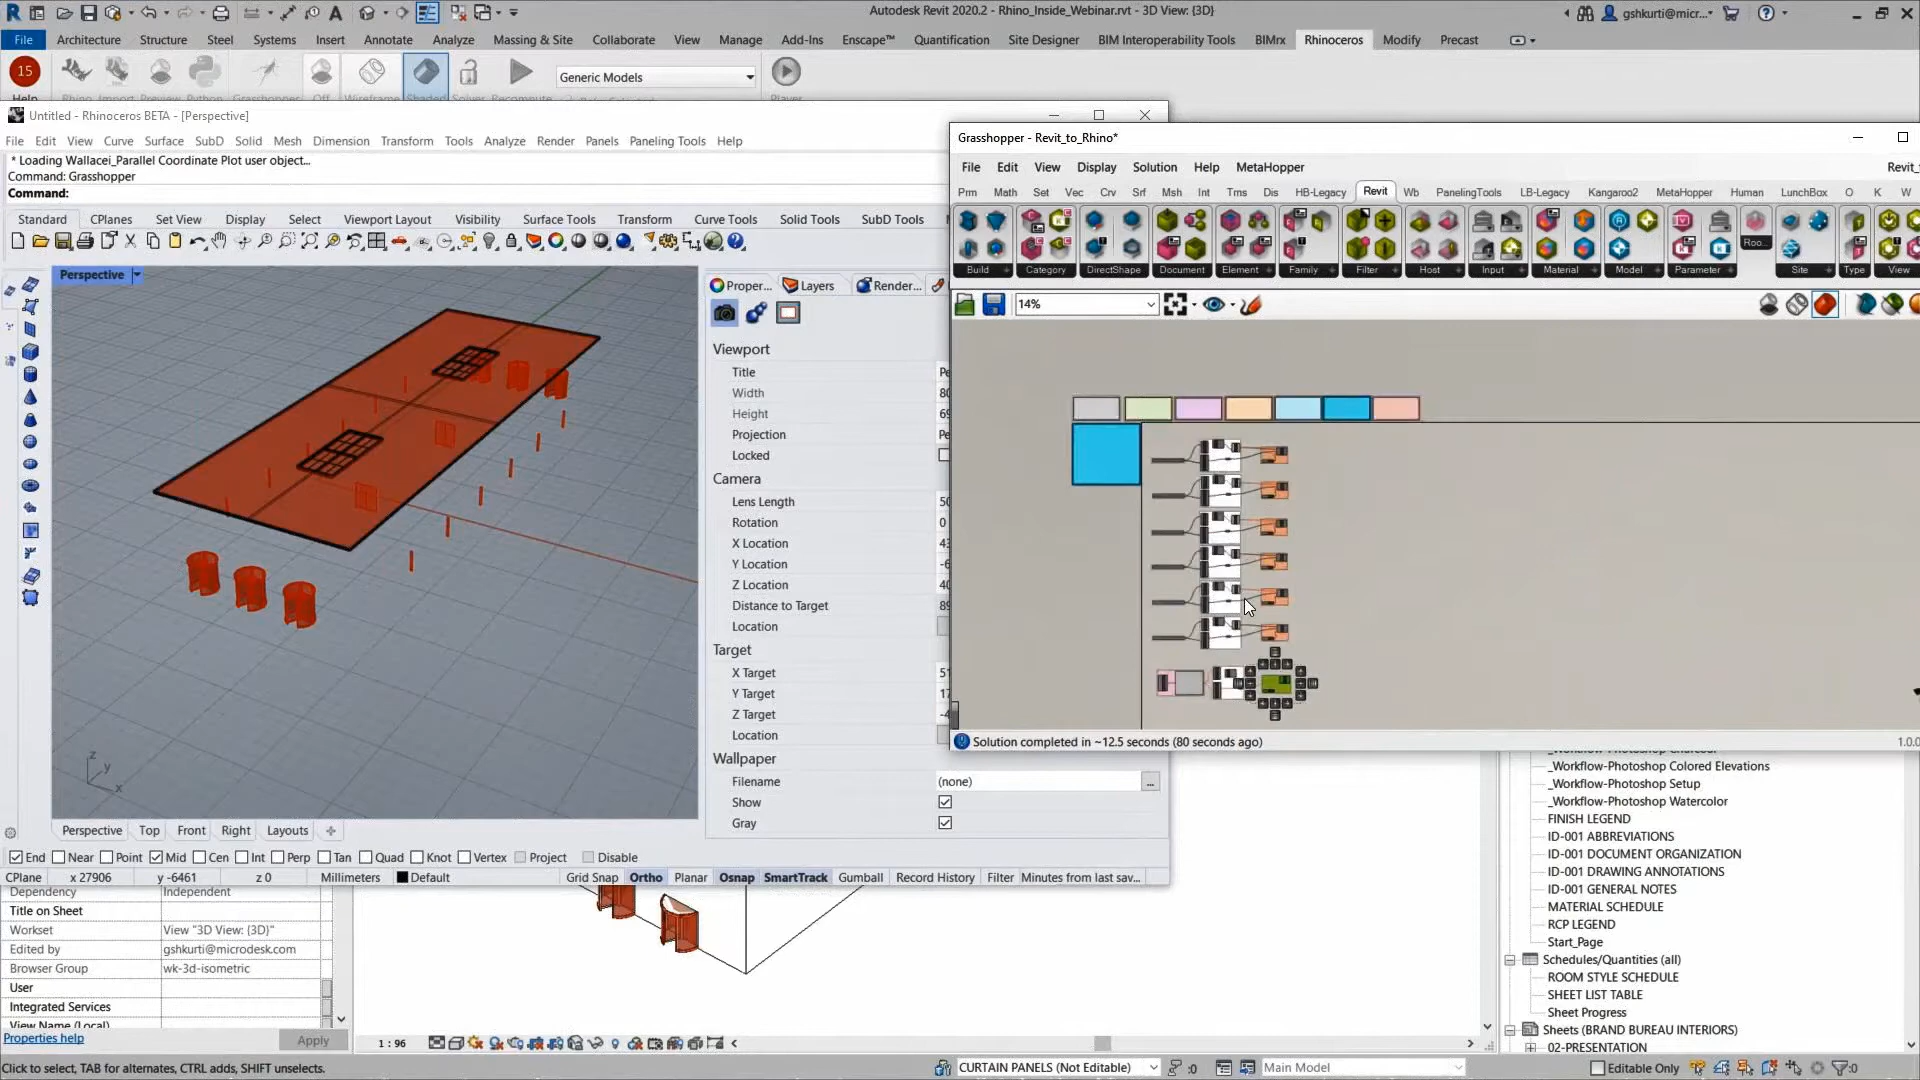 Autodesk Revit 2020.2 - Rhino_Inside_Webinar.rvt - 3D View: {3D}
gshkurti@micr...
File Architecture Structure Steel Systems Insert Annotate Analyze Massing & Site Collaborate View Manage Add-Ins Enscape™ Quantification Site Designer BIM Interoperability Tools BIMrx Rhinoceros Modify Precast
15
Generic Models
Untitled - Rhinoceros BETA - [Perspective]
File Edit View Curve Surface SubD Solid Mesh Dimension Transform Tools Analyze Render Panels Paneling Tools Help
* Loading Wallacei_Parallel Coordinate Plot user object...
Command: Grasshopper
Command:
Standard CPlanes Set View Display Select Viewport Layout Visibility Surface Tools Transform Curve Tools Solid Tools SubD Tools
Perspective
Proper... Layers Render...
Viewport
Title
Width
Height
Projection
Locked
Camera
Lens Length
Rotation
X Location
Y Location
Z Location
Distance to Target
Location
Target
X Target
Y Target
Z Target
Location
Wallpaper
Filename (none) ...
Show
Gray
z y x
Perspective Top Front Right Layouts
End Near Point Mid Cen Int Perp Tan Quad Knot Vertex Project Disable
CPlane x 27906 y -6461 z 0 Millimeters Default Grid Snap Ortho Planar Osnap SmartTrack Gumball Record History Filter Minutes from last sav...
Grasshopper - Revit_to_Rhino*
File Edit View Display Solution Help MetaHopper
Prm Math Set Vec Crv Srf Msh Int Trns Dis HB-Legacy Revit Wb PanelingTools LB-Legacy Kangaroo2 MetaHopper Human LunchBox O K W
Roo...
Build Category DirectShape Document Element Family Filter Host Input Material Model Parameter Site Type View
14%
Solution completed in ~12.5 seconds (80 seconds ago)
Dependency Independent
Title on Sheet
Workset View "3D View: {3D}"
Edited by gshkurti@microdesk.com
Browser Group wk-3d-isometric
User
Integrated Services
View Name (Local)
Properties help Apply
1 : 96
_Workflow-Photoshop Colored Elevations
_Workflow-Photoshop Setup
_Workflow-Photoshop Watercolor
FINISH LEGEND
ID-001 ABBREVIATIONS
ID-001 DOCUMENT ORGANIZATION
ID-001 DRAWING ANNOTATIONS
ID-001 GENERAL NOTES
MATERIAL SCHEDULE
RCP LEGEND
Start_Page
Schedules/Quantities (all)
ROOM STYLE SCHEDULE
SHEET LIST TABLE
Sheet Progress
Sheets (BRAND BUREAU INTERIORS)
02-PRESENTATION
Click to select, TAB for alternates, CTRL adds, SHIFT unselects. CURTAIN PANELS (Not Editable) :0 Main Model Editable Only :0